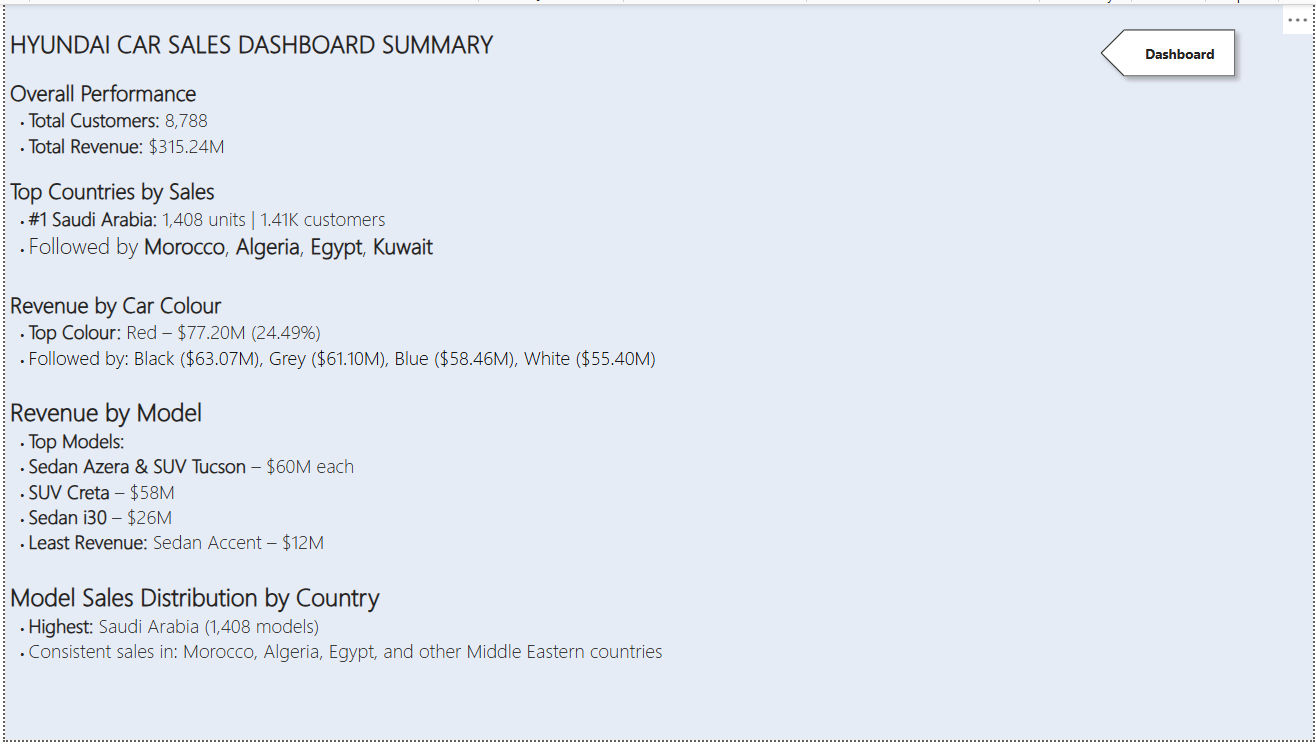 HYUNDAI CAR SALES DASHBOARD SUMMARY
Dashboard
Overall Performance
• Total Customers: 8,788
• Total Revenue: $315.24M
Top Countries by Sales
• #1 Saudi Arabia: 1,408 units | 1.41K customers
• Followed by Morocco, Algeria, Egypt, Kuwait
Revenue by Car Colour
• Top Colour: Red – $77.20M (24.49%)
• Followed by: Black ($63.07M), Grey ($61.10M), Blue ($58.46M), White ($55.40M)
Revenue by Model
• Top Models:
• Sedan Azera & SUV Tucson – $60M each
• SUV Creta – $58M
• Sedan i30 – $26M
• Least Revenue: Sedan Accent – $12M
Model Sales Distribution by Country
• Highest: Saudi Arabia (1,408 models)
• Consistent sales in: Morocco, Algeria, Egypt, and other Middle Eastern countries